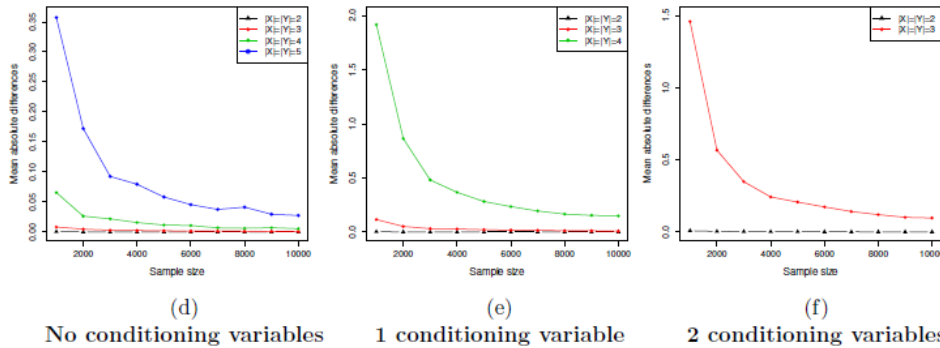 |X|=|Y|=2
|X|=|Y|=3
|X|=|Y|=4
|X|=|Y|=5
Mean absolute differences
0.35
0.30
0.25
0.20
0.15
0.10
0.05
0.00
2000 4000 6000 8000 10000
Sample size
(d)
No conditioning variables
|X|=|Y|=2
|X|=|Y|=3
|X|=|Y|=4
Mean absolute differences
2.0
1.5
1.0
0.5
0.0
2000 4000 6000 8000 10000
Sample size
(e)
1 conditioning variable
|X|=|Y|=2
|X|=|Y|=3
Mean absolute differences
1.5
1.0
0.5
0.0
2000 4000 6000 8000 1000
Sample size
(f)
2 conditioning variables